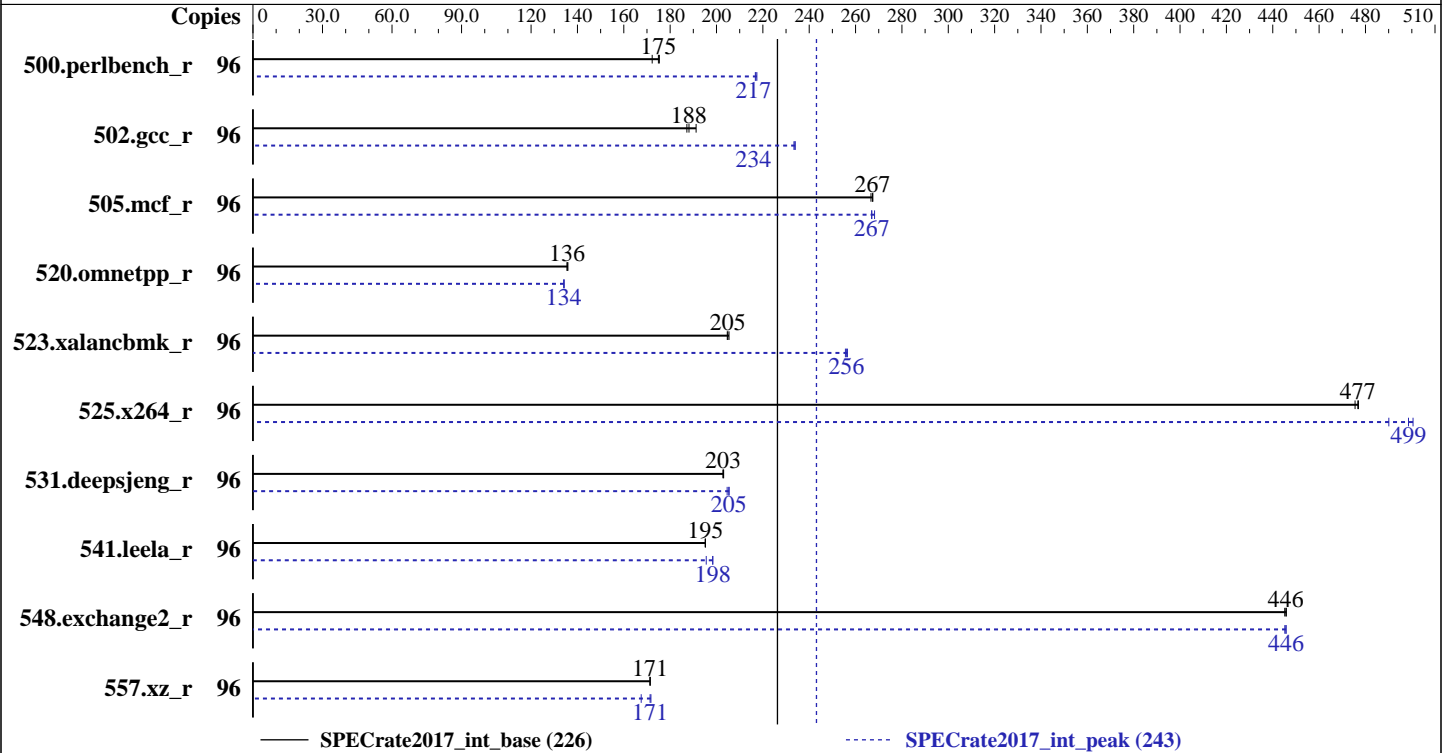 Copies 0 30.0 60.0 90.0 120 140 160 180 200 220 240 260 280 300 320 340 360 380 400 420 440 460 480 510
175
500.perlbench_r 96
217
188
502.gcc_r 96
234
267
505.mcf_r 96
267
136
520.omnetpp_r 96
134
205
523.xalancbmk_r 96
256
477
525.x264_r 96
499
203
531.deepsjeng_r 96
205
195
541.leela_r 96
198
446
548.exchange2_r 96
446
171
557.xz_r 96
171
SPECrate2017_int_base (226) SPECrate2017_int_peak (243)